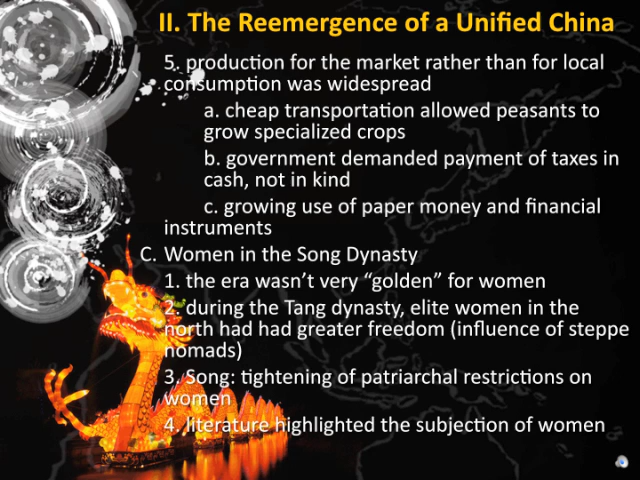 II. The Reemergence of a Unified China
5. production for the market rather than for local
consumption was widespread
a. cheap transportation allowed peasants to
grow specialized crops
b. government demanded payment of taxes in
cash, not in kind
c. growing use of paper money and financial
instruments
C. Women in the Song Dynasty
1. the era wasn’t very “golden” for women
2. during the Tang dynasty, elite women in the
north had had greater freedom (influence of steppe
nomads)
3. Song: tightening of patriarchal restrictions on
women
4. literature highlighted the subjection of women